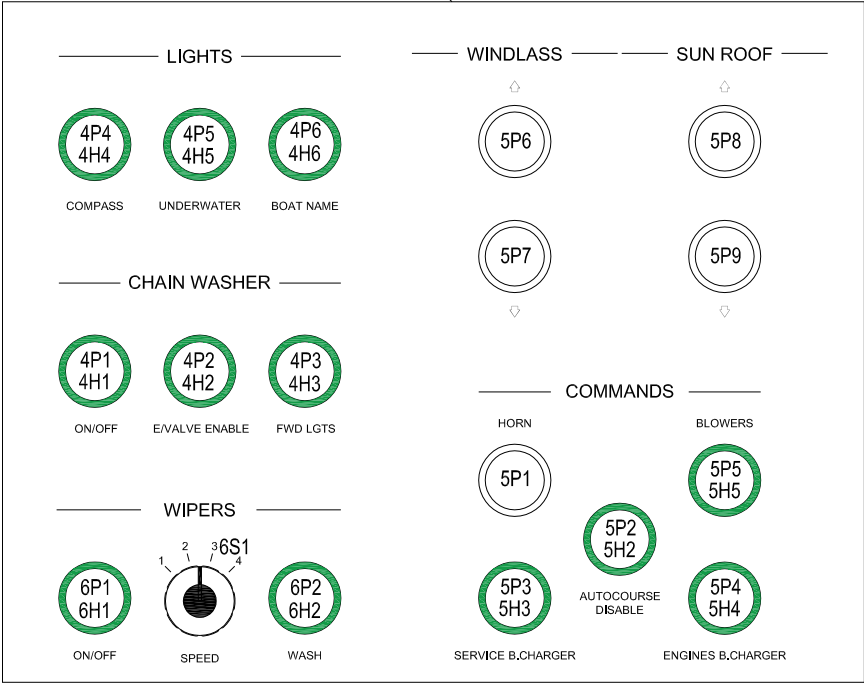 LIGHTS
4P4
4H4
4P5
4H5
4P6
4H6
COMPASS
UNDERWATER
BOAT NAME
CHAIN WASHER
4P1
4H1
4P2
4H2
4P3
4H3
ON/OFF
E/VALVE ENABLE
FWD LGTS
WIPERS
6P1
6H1
1
2
3
4
6S1
6P2
6H2
ON/OFF
SPEED
WASH
WINDLASS
5P6
5P7
SUN ROOF
5P8
5P9
COMMANDS
HORN
5P1
BLOWERS
5P5
5H5
5P2
5H2
AUTOCOURSE
DISABLE
5P3
5H3
SERVICE B.CHARGER
5P4
5H4
ENGINES B.CHARGER